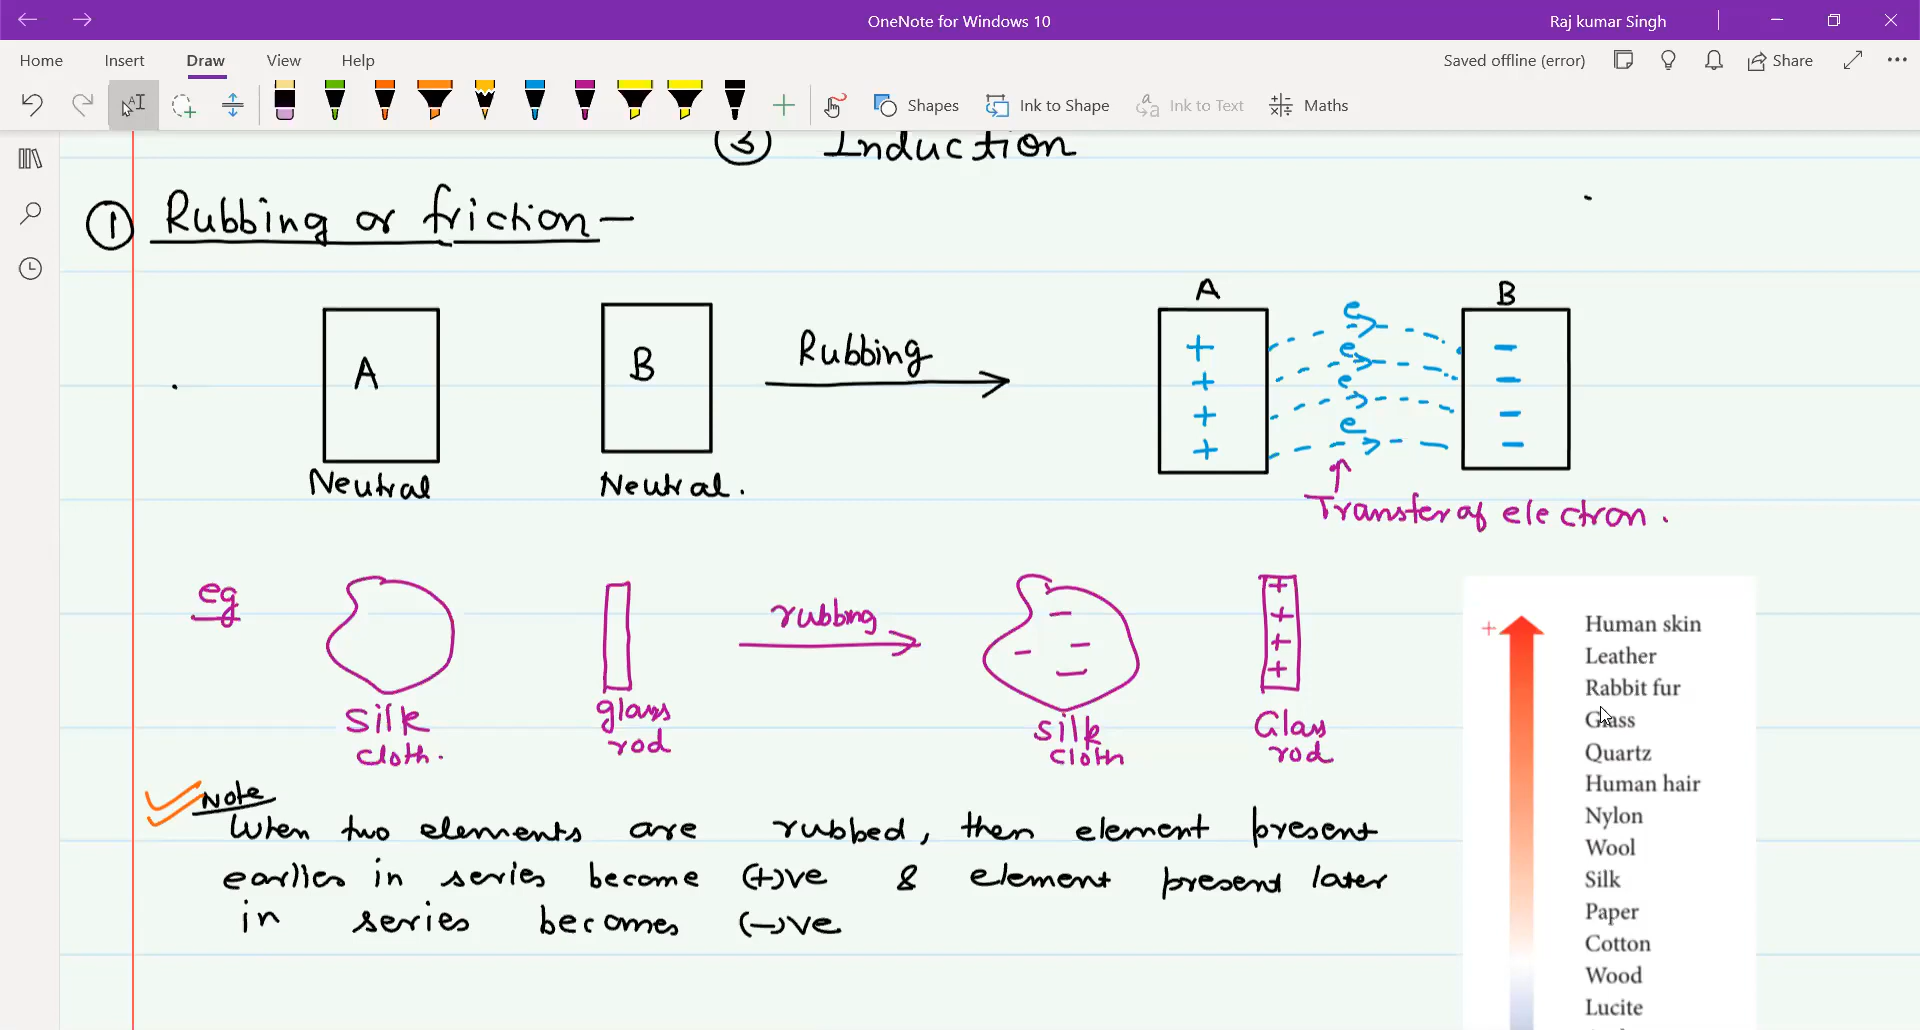 OneNote for Windows 10
Raj kumar Singh
Home Insert Draw View Help
Saved offline (error)
Share
Shapes
Ink to Shape
Ink to Text
Maths
③ Induction
① Rubbing or friction –
A
B
Rubbing
Neutral
Neutral.
A
B
+ + + +
e e e e
- - - -
Transfer of electron.
eg
rubbing
silk
cloth.
glass
rod
silk
cloth
Glass
rod
Note
When two elements are rubbed, then element present
earlier in series become (+)ve & element present later
in series becomes (-)ve
+
Human skin
Leather
Rabbit fur
Glass
Quartz
Human hair
Nylon
Wool
Silk
Paper
Cotton
Wood
Lucite